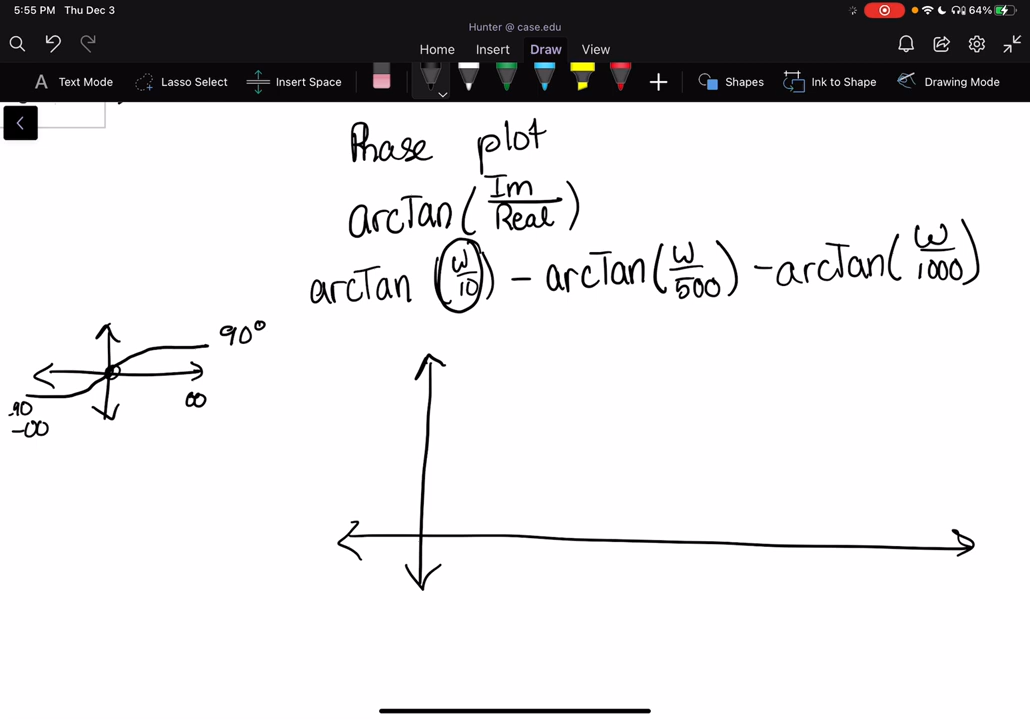 5:55 PM Thu Dec 3
64%
Hunter @ case.edu
Home Insert Draw View
Text Mode Lasso Select Insert Space Shapes Ink to Shape Drawing Mode
Phase plot
arcTan(Im/Real)
arcTan (ω/10) - arcTan(ω/500) - arcTan(ω/1000)
90°
∞
-90
-∞